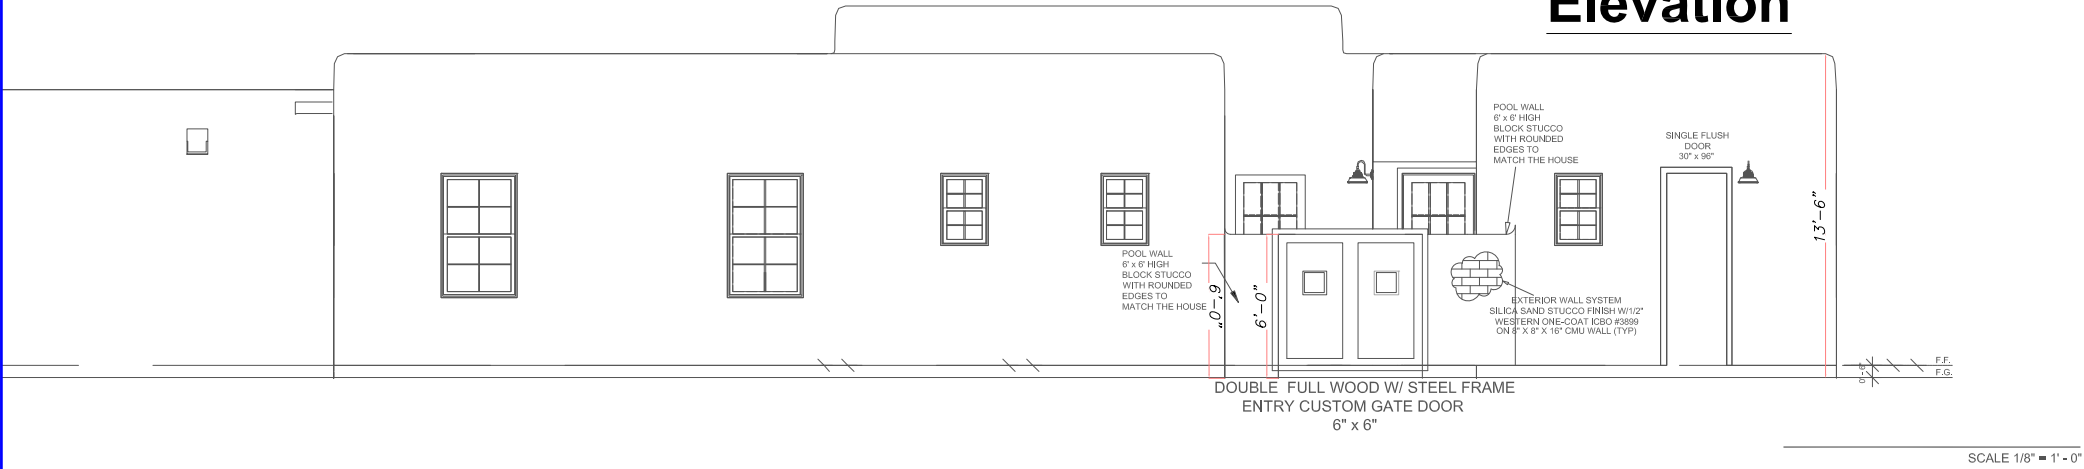 Elevation
POOL WALL
6' x 6' HIGH
BLOCK STUCCO
WITH ROUNDED
EDGES TO
MATCH THE HOUSE
SINGLE FLUSH
DOOR
30" x 96"
13'-6"
POOL WALL
6' x 6' HIGH
BLOCK STUCCO
WITH ROUNDED
EDGES TO
MATCH THE HOUSE
6'-0"
6'-0"
EXTERIOR WALL SYSTEM
SILICA SAND STUCCO FINISH W/1/2"
WESTERN ONE-COAT ICBO #3899
ON 8" X 8" X 16" CMU WALL (TYP)
F.F.
F.G.
0'-6"
DOUBLE FULL WOOD W/ STEEL FRAME
ENTRY CUSTOM GATE DOOR
6" x 6"
SCALE 1/8" = 1' - 0"